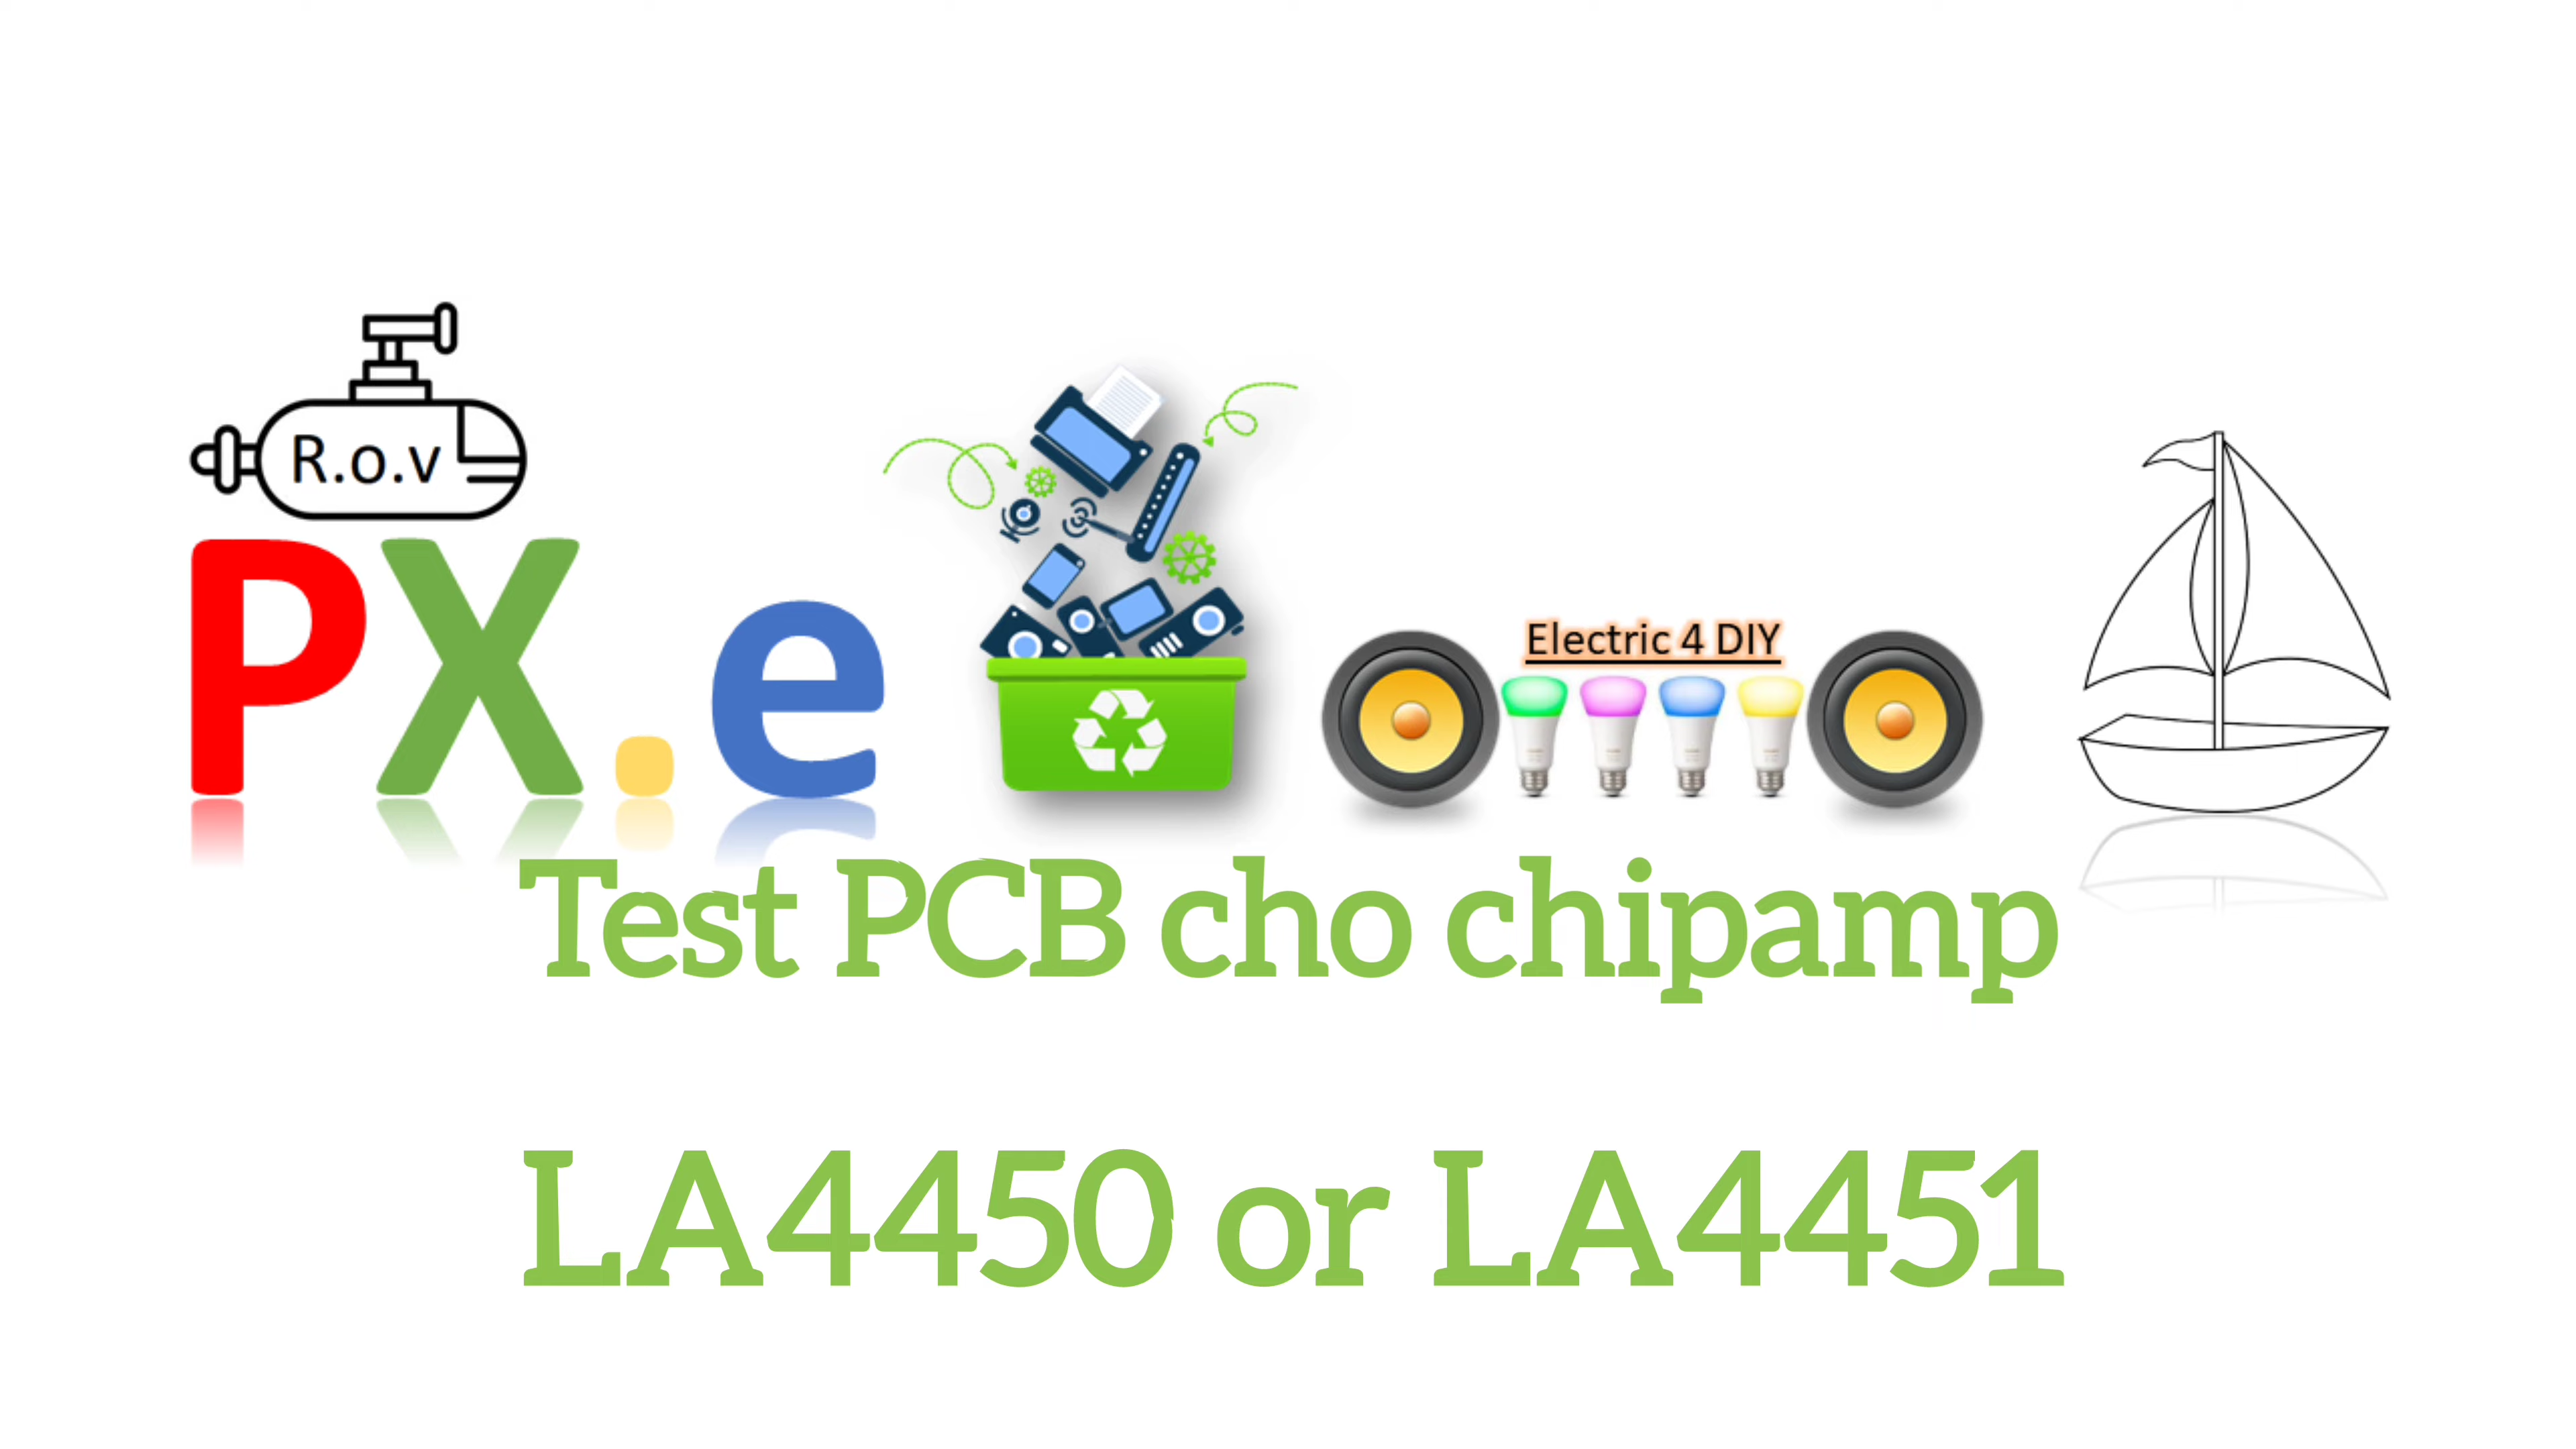 R.o.v
PX.e
Electric 4 DIY
Test PCB cho chipamp
LA4450 or LA4451